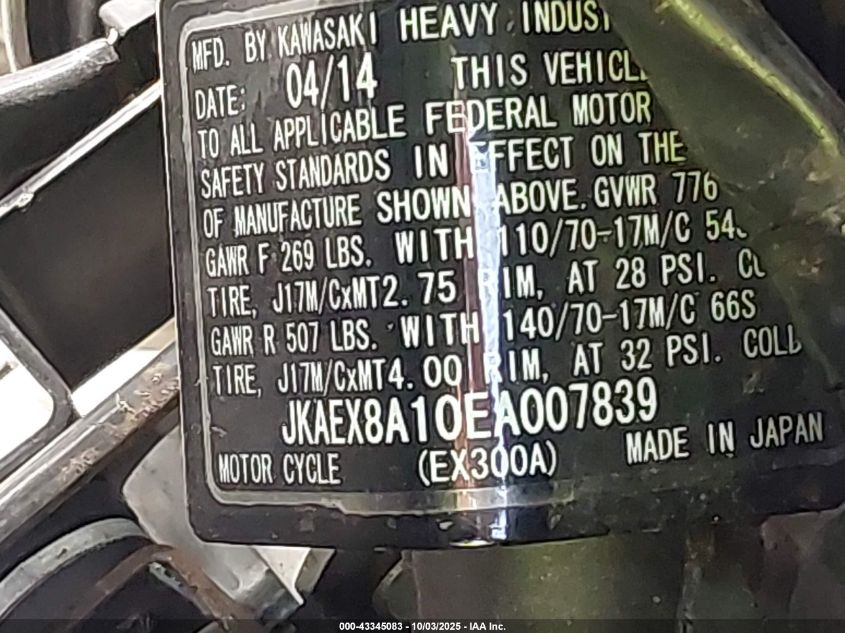 MFD. BY KAWASAKI HEAVY INDUST
DATE: 04/14 THIS VEHICL
TO ALL APPLICABLE FEDERAL MOTOR
SAFETY STANDARDS IN EFFECT ON THE
OF MANUFACTURE SHOWN ABOVE. GVWR 776
GAWR F 269 LBS. WITH 110/70-17M/C 54
TIRE, J17M/CxMT2.75 RIM, AT 28 PSI.
GAWR R 507 LBS. WITH 140/70-17M/C 66S
TIRE, J17M/CxMT4.00 RIM, AT 32 PSI. COLD
JKAEX8A10EA007839
MOTOR CYCLE (EX300A) MADE IN JAPAN
000-43345083 - 10/03/2025 - IAA Inc.